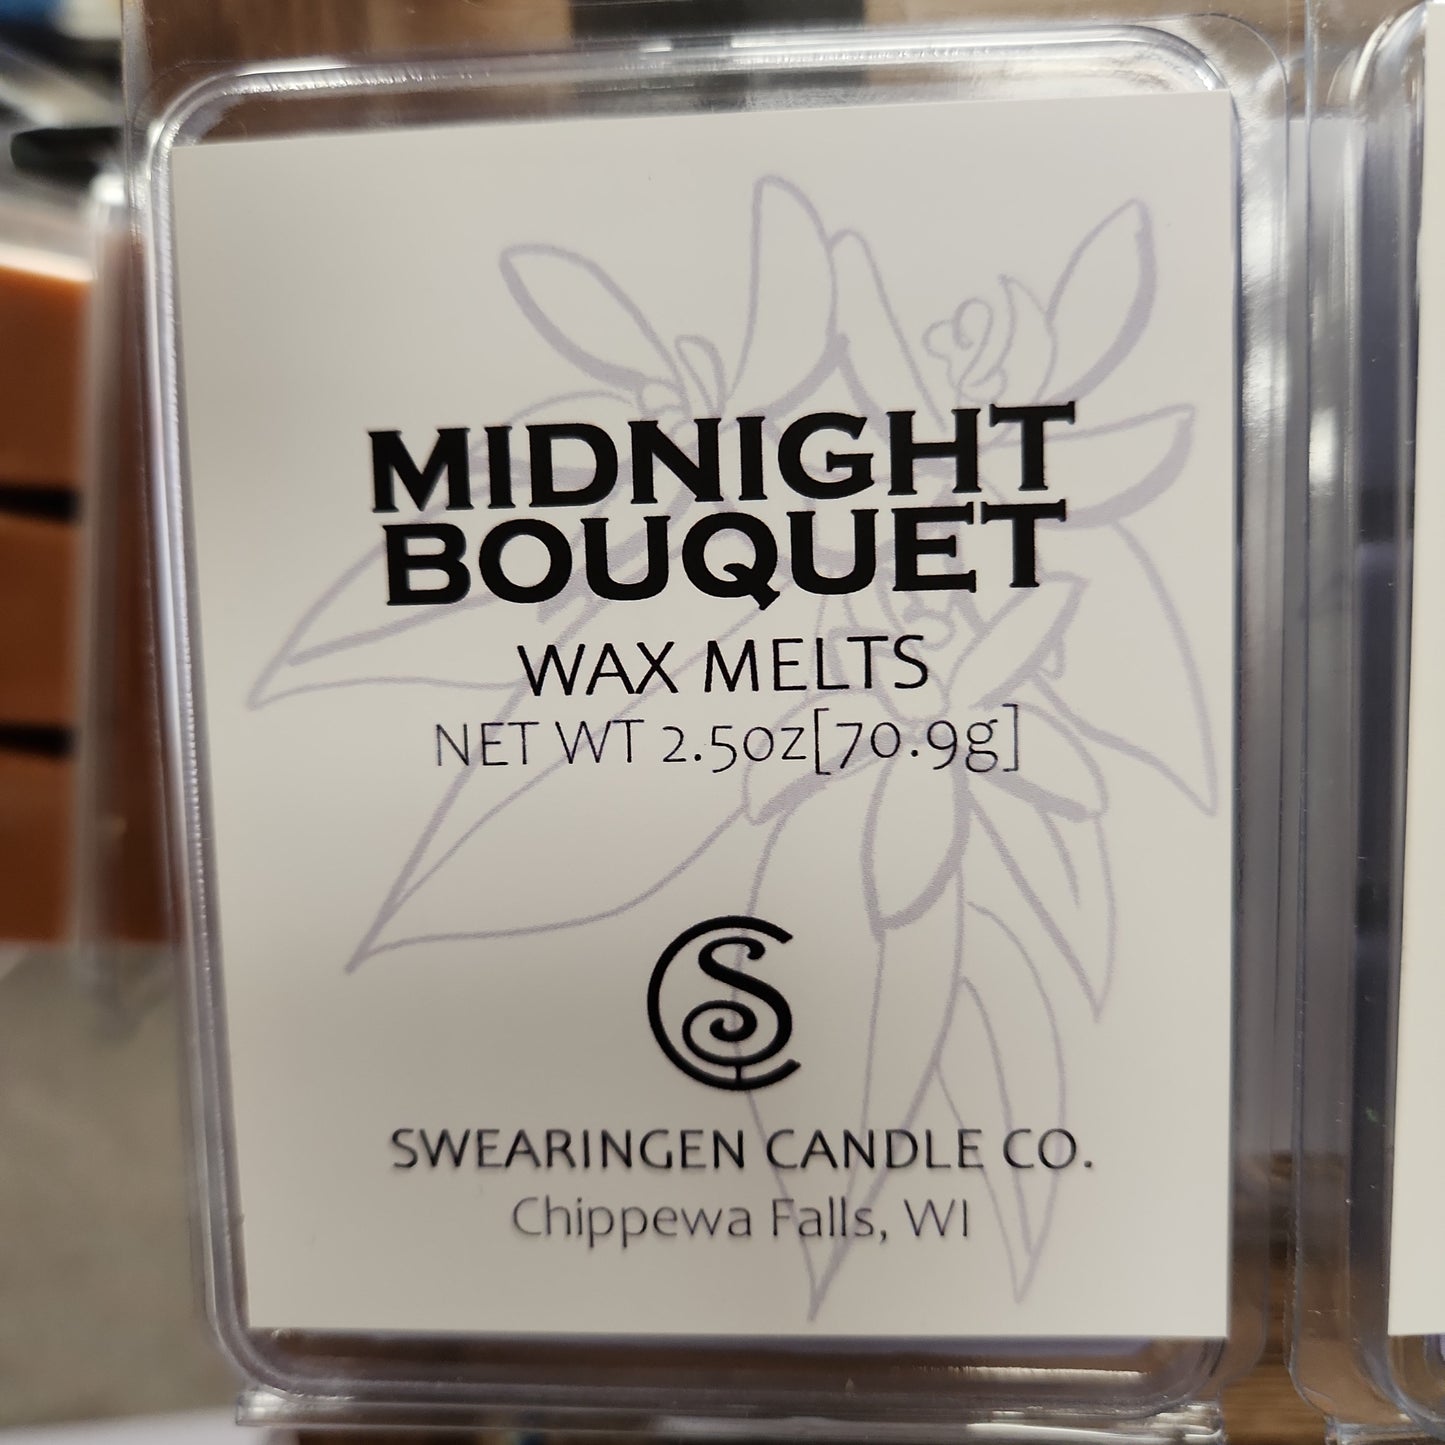 MIDNIGHT
BOUQUET
WAX MELTS
NET WT 2.5oz[70.9g]
SWEARINGEN CANDLE CO.
Chippewa Falls, WI